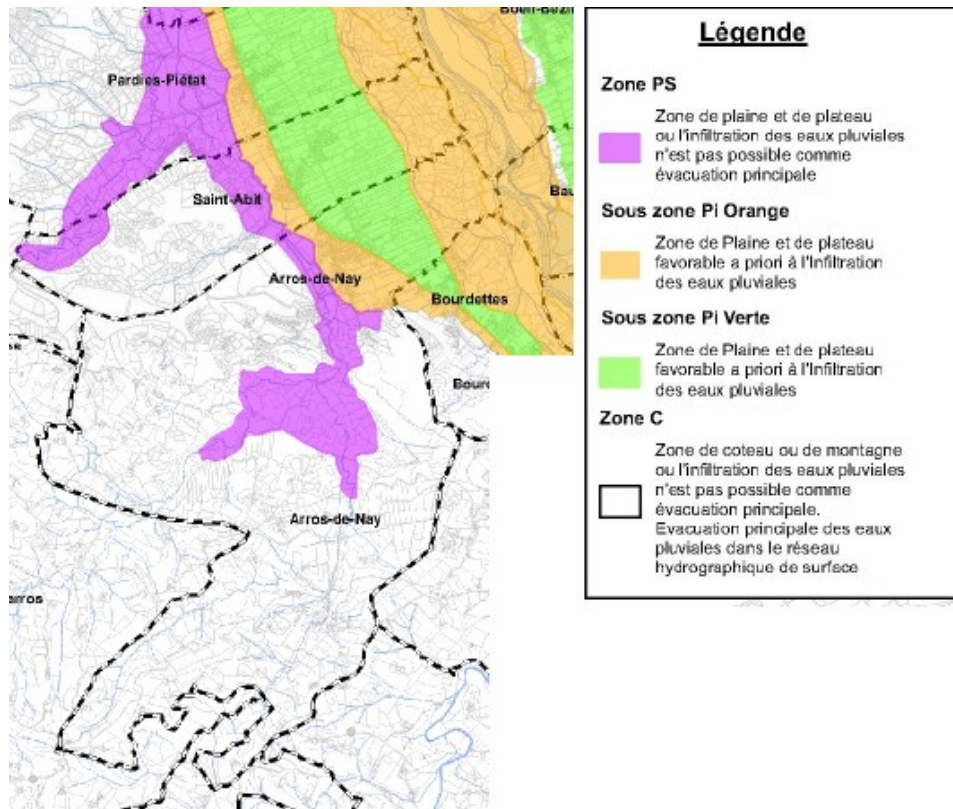 Pardies-Piétat
Saint-Abit
Arros-de-Nay
Bourdettes
Arros-de-Nay
arros
Légende
Zone PS
Zone de plaine et de plateau
ou l'infiltration des eaux pluviales
n'est pas possible comme
évacuation principale
Sous zone Pi Orange
Zone de Plaine et de plateau
favorable a priori à l'Infiltration
des eaux pluviales
Sous zone Pi Verte
Zone de Plaine et de plateau
favorable a priori à l'Infiltration
des eaux pluviales
Zone C
Zone de coteau ou de montagne
ou l'infiltration des eaux pluviales
n'est pas possible comme
évacuation principale.
Evacuation principale des eaux
pluviales dans le réseau
hydrographique de surface